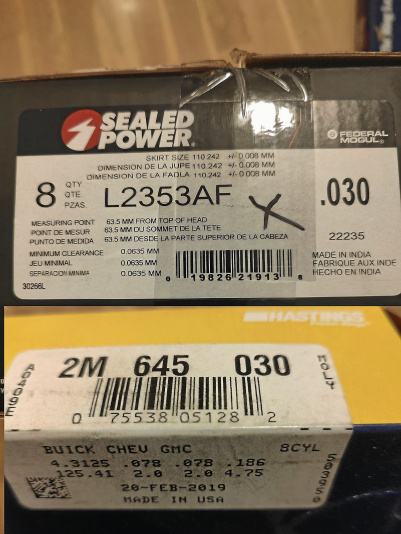 SEALED
POWER®
FEDERAL
MOGUL®
SKIRT SIZE 110.242 +/-0.008 MM
DIMENSION DE LA JUPE 110.242 +/-0.008 MM
DIMENSION DE LA FADLA 110.242 +/-0.008 MM
8
QTY
QTE
PZAS.
L2353AF
.030
MEASURING POINT 63.5 MM FROM TOP OF HEAD
POINT DE MESUR 63.5 MM DU SOMMET DE LA TETE
PUNTO DE MEDIDA 63.5 MM DESDE LA PARTE SUPERIOR DE LA CABEZA
22235
MINIMUM CLEARANCE 0.0635 MM
JEU MINIMAL 0.0635 MM
SEPARACION MINIMA 0.0635 MM
MADE IN INDIA
FABRIQUE AUX INDE
HECHO EN INDIA
0 19826 21913 8
30266L
HASTINGS
2M 645 030
MOLY
0 75538 05128 2
BUICK CHEV GMC 8CYL
4.3125 .078 .078 .186
125.41 2.0 2.0 4.75
20-FEB-2019
MADE IN USA